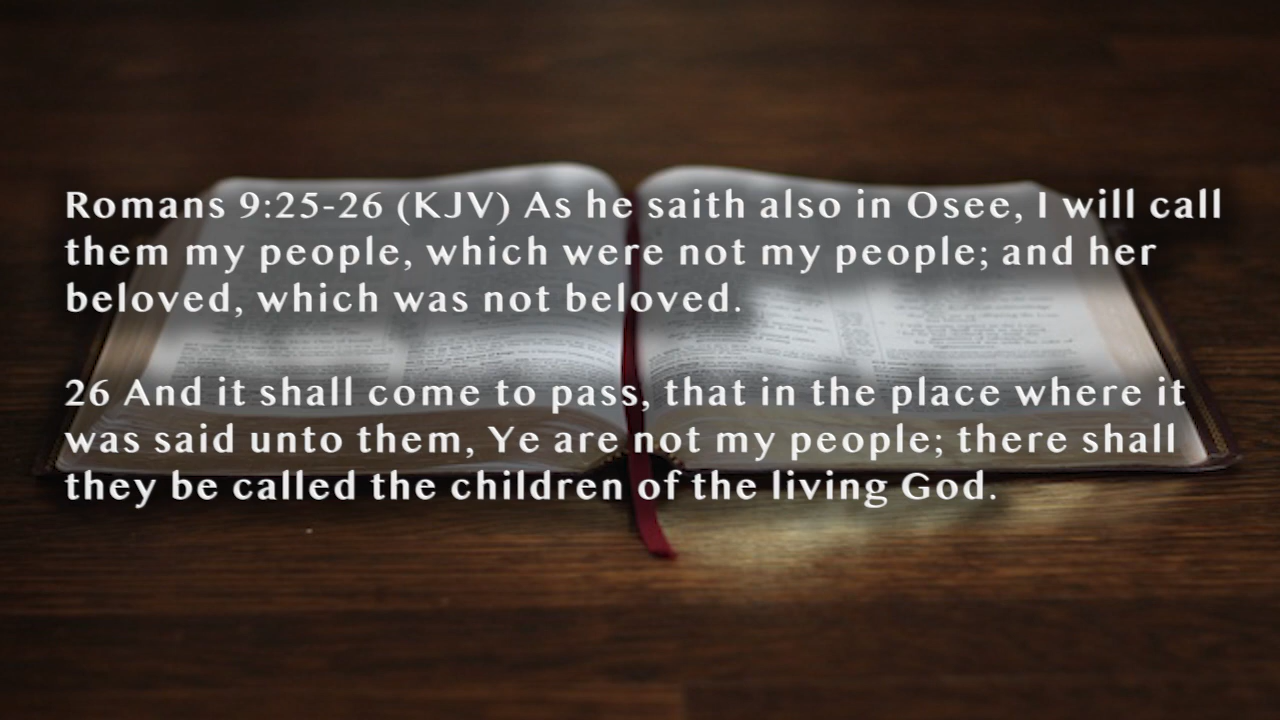 Romans 9:25-26 (KJV) As he saith also in Osee, I will call
them my people, which were not my people; and her
beloved, which was not beloved.
26 And it shall come to pass, that in the place where it
was said unto them, Ye are not my people; there shall
they be called the children of the living God.